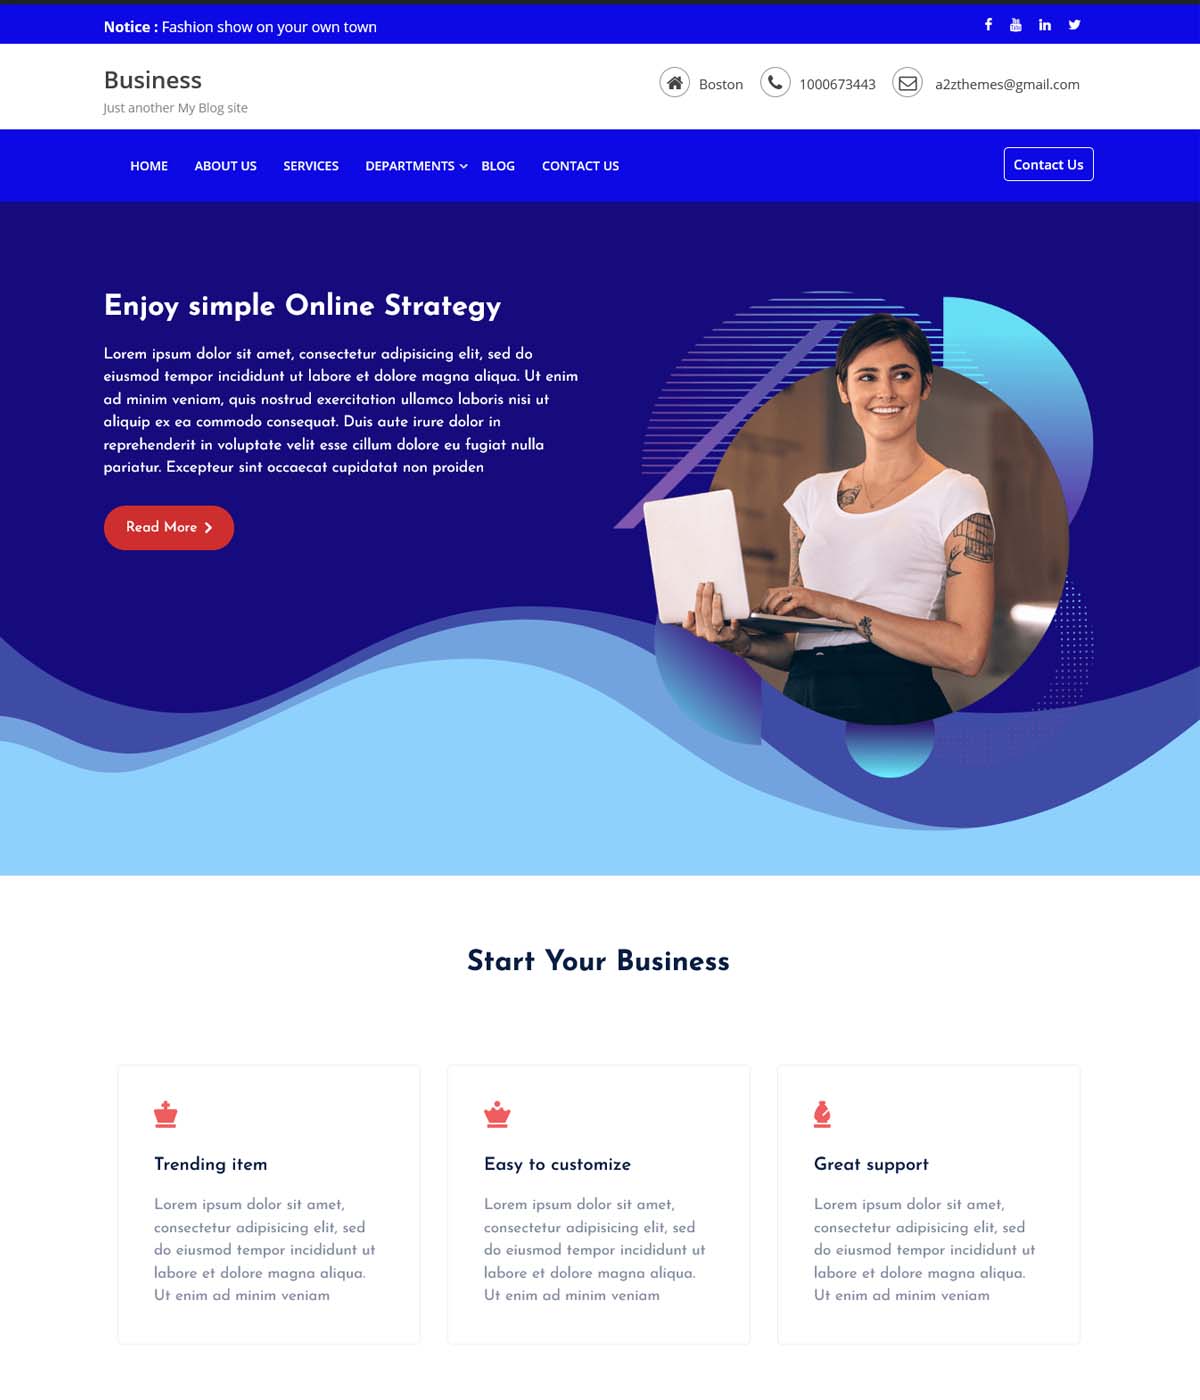 Notice : Fashion show on your own town
Business
Just another My Blog site
Boston
1000673443
a2zthemes@gmail.com
HOME ABOUT US SERVICES DEPARTMENTS BLOG CONTACT US
Contact Us
Enjoy simple Online Strategy
Lorem ipsum dolor sit amet, consectetur adipisicing elit, sed do
eiusmod tempor incididunt ut labore et dolore magna aliqua. Ut enim
ad minim veniam, quis nostrud exercitation ullamco laboris nisi ut
aliquip ex ea commodo consequat. Duis aute irure dolor in
reprehenderit in voluptate velit esse cillum dolore eu fugiat nulla
pariatur. Excepteur sint occaecat cupidatat non proiden
Read More
Start Your Business
Trending item
Lorem ipsum dolor sit amet,
consectetur adipisicing elit, sed
do eiusmod tempor incididunt ut
labore et dolore magna aliqua.
Ut enim ad minim veniam
Easy to customize
Lorem ipsum dolor sit amet,
consectetur adipisicing elit, sed
do eiusmod tempor incididunt ut
labore et dolore magna aliqua.
Ut enim ad minim veniam
Great support
Lorem ipsum dolor sit amet,
consectetur adipisicing elit, sed
do eiusmod tempor incididunt ut
labore et dolore magna aliqua.
Ut enim ad minim veniam